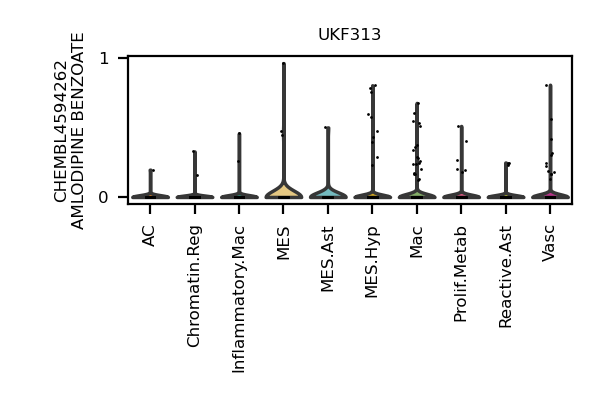 UKF313
CHEMBL4594262
AMLODIPINE BENZOATE
1
0
AC
Chromatin.Reg
Inflammatory.Mac
MES
MES.Ast
MES.Hyp
Mac
Prolif.Metab
Reactive.Ast
Vasc